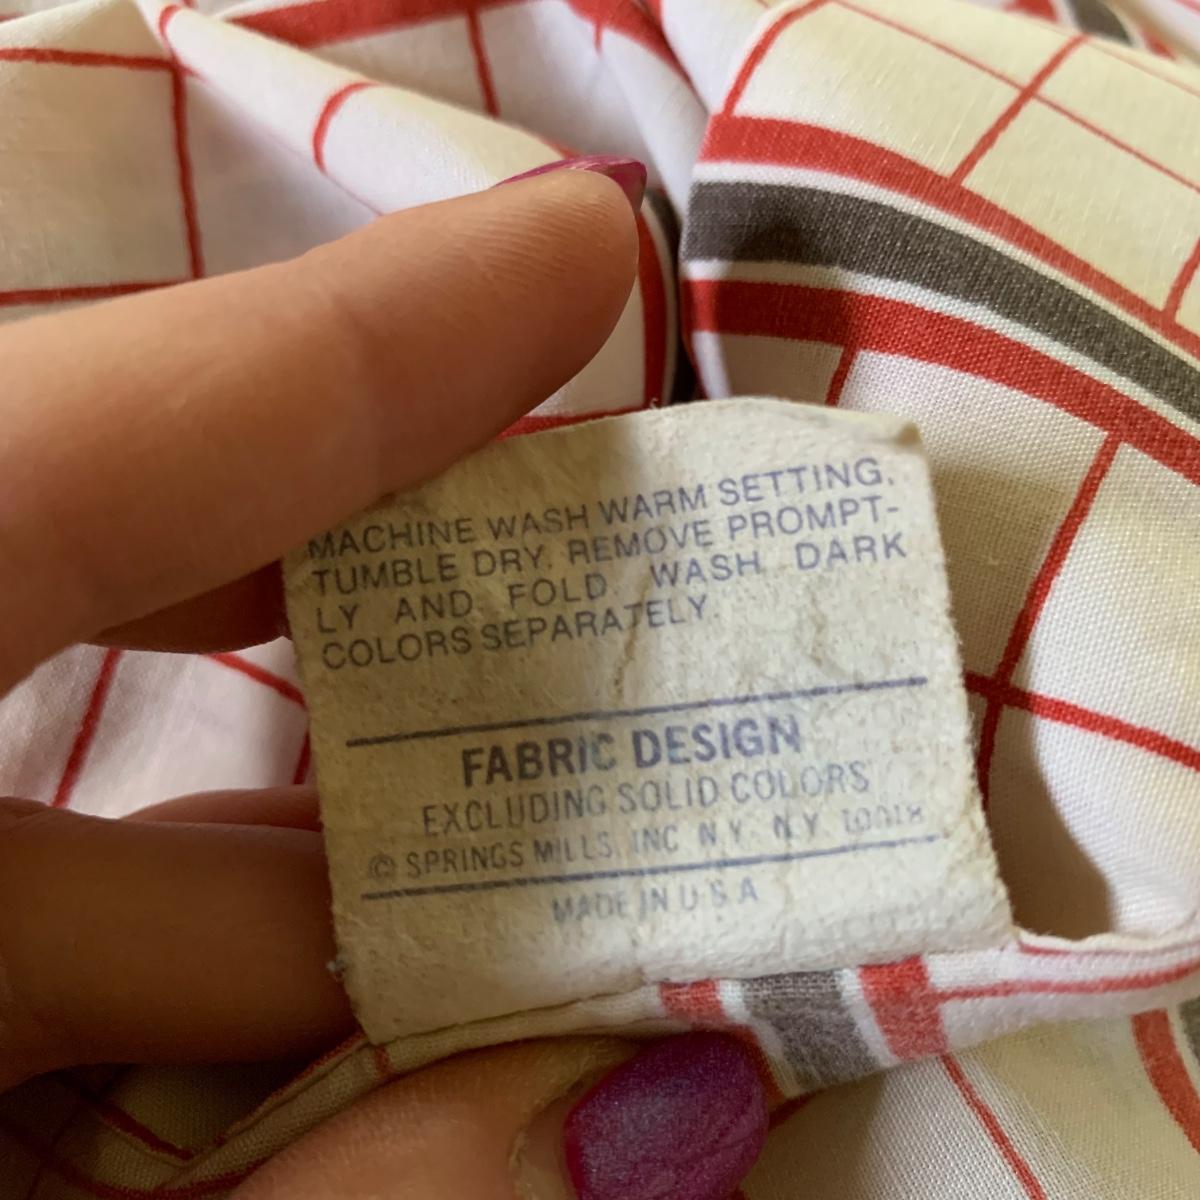 MACHINE WASH WARM SETTING.
TUMBLE DRY. REMOVE PROMPT-
LY AND FOLD. WASH DARK
COLORS SEPARATELY.
FABRIC DESIGN
EXCLUDING SOLID COLORS
© SPRINGS MILLS, INC. N.Y. N.Y. 10018
MADE IN U.S.A